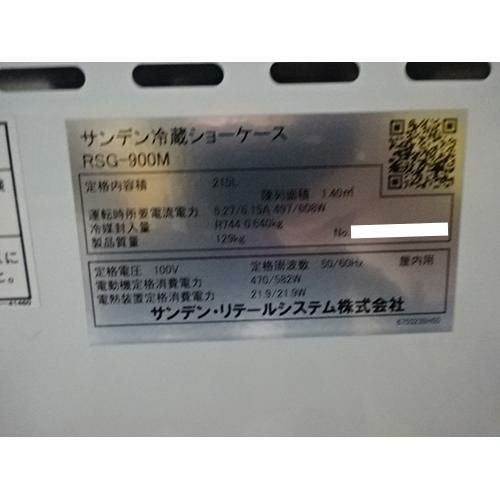 サンデン冷蔵ショーケース
RSG-900M
定格内容積 215L
陳列面積 1.40㎡
運転時所要電流電力 5.27/6.15A 497/608W
冷媒封入量 R744 0.640kg
No.
製品質量 129kg
定格電圧 100V 定格周波数 50/60Hz 屋内用
電動機定格消費電力 470/582W
電熱装置定格消費電力 21.9/21.9W
サンデン・リテールシステム株式会社